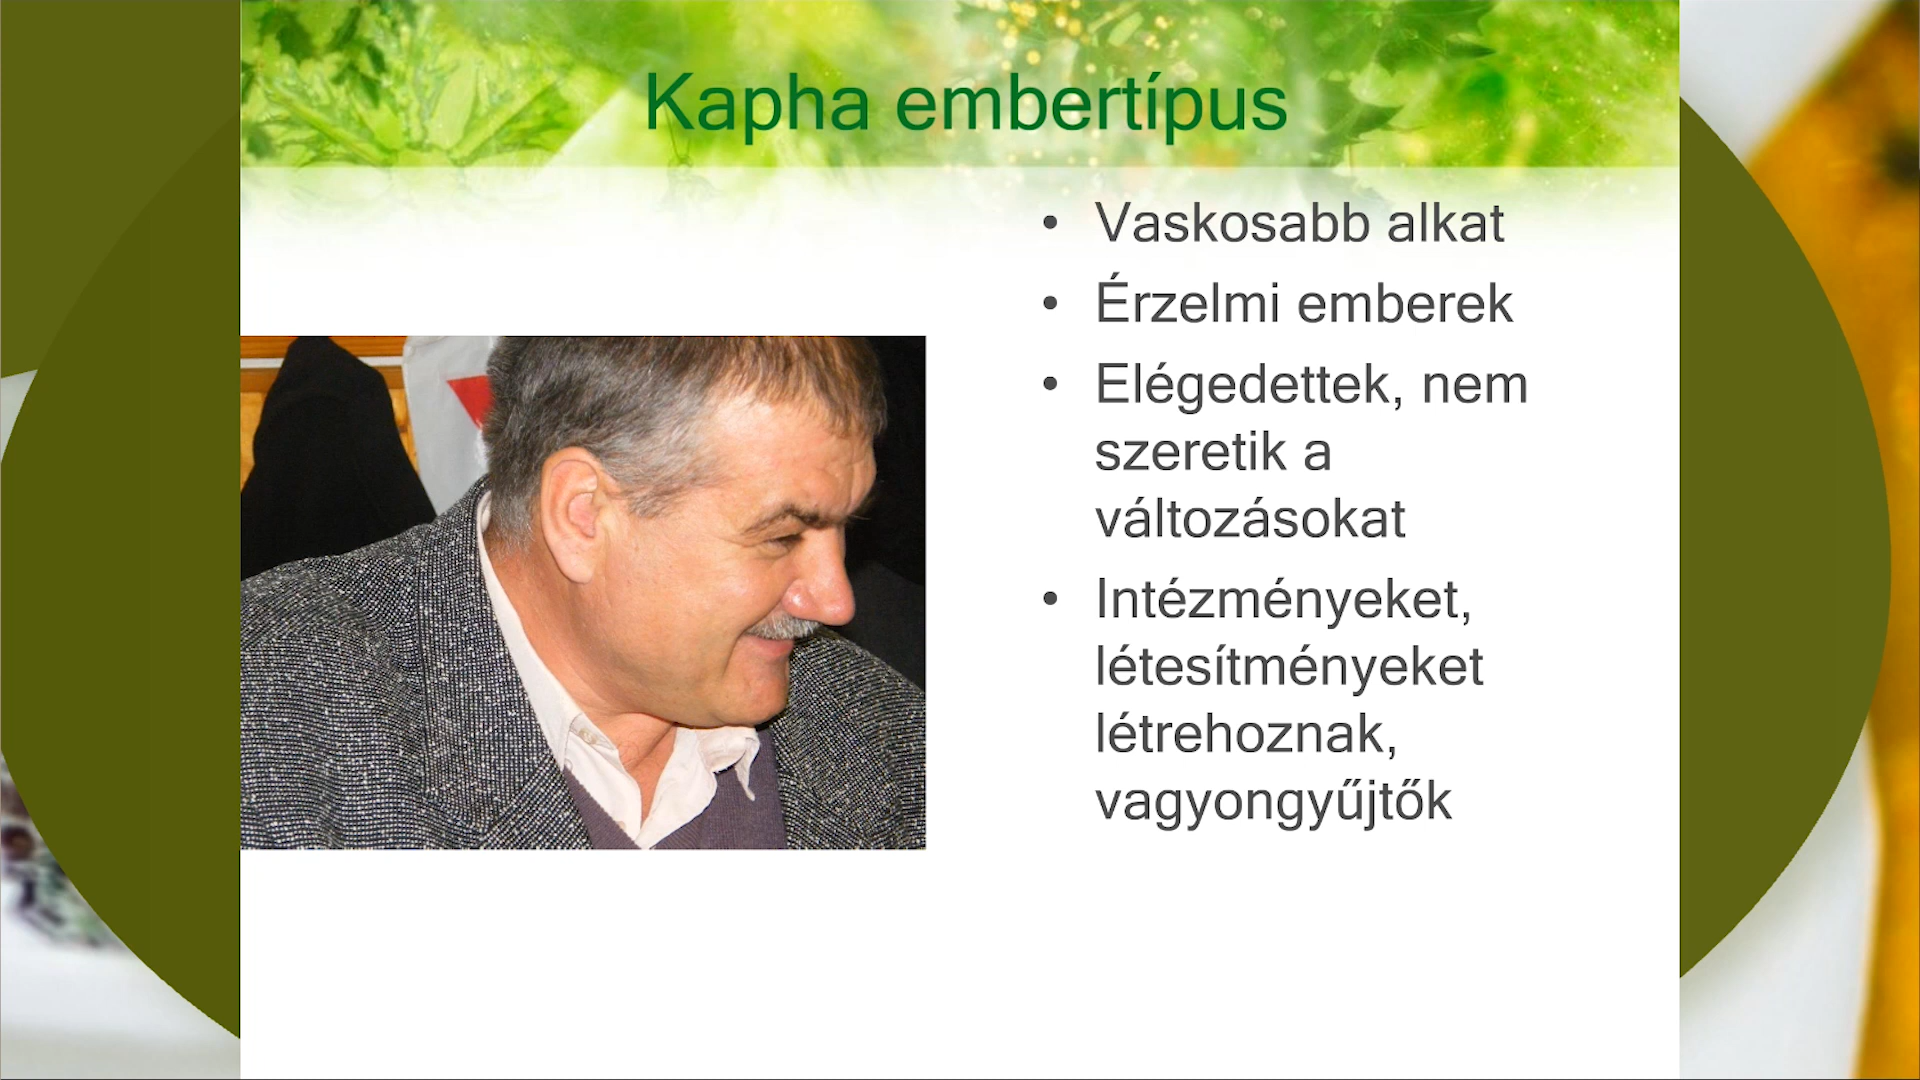 Kapha embertípus
• Vaskosabb alkat
• Érzelmi emberek
• Elégedettek, nem
szeretik a
változásokat
• Intézményeket,
létesítményeket
létrehoznak,
vagyongyűjtők